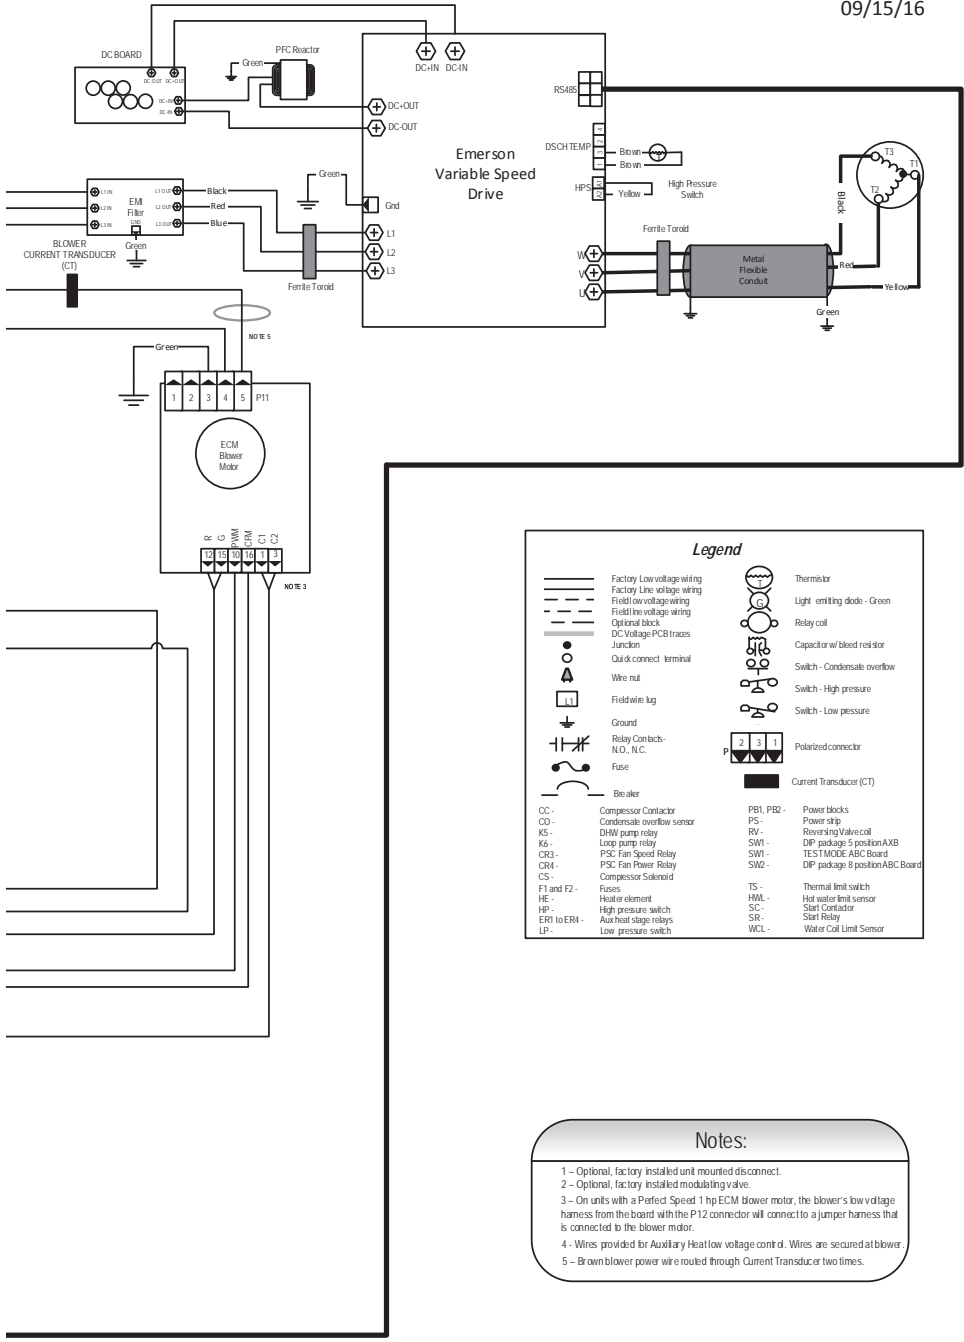 09/15/16
DC BOARD
DC-OUT DC+OUT
DC+IN
DC-IN
PFC Reactor
Green
DC+IN DC-IN
DC+OUT
DC-OUT
Emerson
Variable Speed
Drive
RS485
DSCH TEMP
4
2
3
1
Brown
Brown
T
HPS
A1
A2
Yellow
High Pressure
Switch
T3
T1
T2
Black
L1 IN
L2 IN
L3 IN
EMI
Filter
GND
L1 OUT
L2 OUT
L3 OUT
Black
Red
Blue
Green
Green
Gnd
L1
L2
L3
Ferrite Toroid
W
V
U
Ferrite Toroid
Metal
Flexible
Conduit
Red
Yellow
Green
BLOWER
CURRENT TRANSDUCER
(CT)
NOTE 5
Green
1 2 3 4 5 P11
ECM
Blower
Motor
R G PWM CFM C1 C2
12 15 10 16 1 3
NOTE 3
Legend
Factory Low voltage wiring
Factory Line voltage wiring
Field low voltage wiring
Field line voltage wiring
Optional block
DC Voltage PCB traces
Junction
Quick connect terminal
Wire nut
L1 Field wire lug
Ground
Relay Contacts-
N.O., N.C.
Fuse
Breaker
T Thermistor
G Light emitting diode - Green
Relay coil
Capacitor w/ bleed resistor
Switch - Condensate overflow
Switch - High pressure
Switch - Low pressure
P 2 3 1 Polarized connector
Current Transducer (CT)
CC - Compressor Contactor
CO - Condensate overflow sensor
K5 - DHW pump relay
K6 - Loop pump relay
CR3 - PSC Fan Speed Relay
CR4 - PSC Fan Power Relay
CS - Compressor Solenoid
F1 and F2 - Fuses
HE - Heater element
HP - High pressure switch
ER1 to ER4 - Aux heat stage relays
LP - Low pressure switch
PB1, PB2 - Power blocks
PS - Power strip
RV - Reversing Valve coil
SW1 - DIP package 5 position AXB
SW1 - TEST MODE ABC Board
SW2 - DIP package 8 position ABC Board
TS - Thermal limit switch
HWL - Hot water limit sensor
SC - Start Contactor
SR - Start Relay
WCL - Water Coil Limit Sensor
Notes:
1 – Optional, factory installed unit mounted disconnect.
2 – Optional, factory installed modulating valve.
3 – On units with a Perfect Speed 1 hp ECM blower motor, the blower's low voltage
harness from the board with the P12 connector will connect to a jumper harness that
is connected to the blower motor.
4 - Wires provided for Auxiliary Heat low voltage control. Wires are secured at blower.
5 – Brown blower power wire routed through Current Transducer two times.